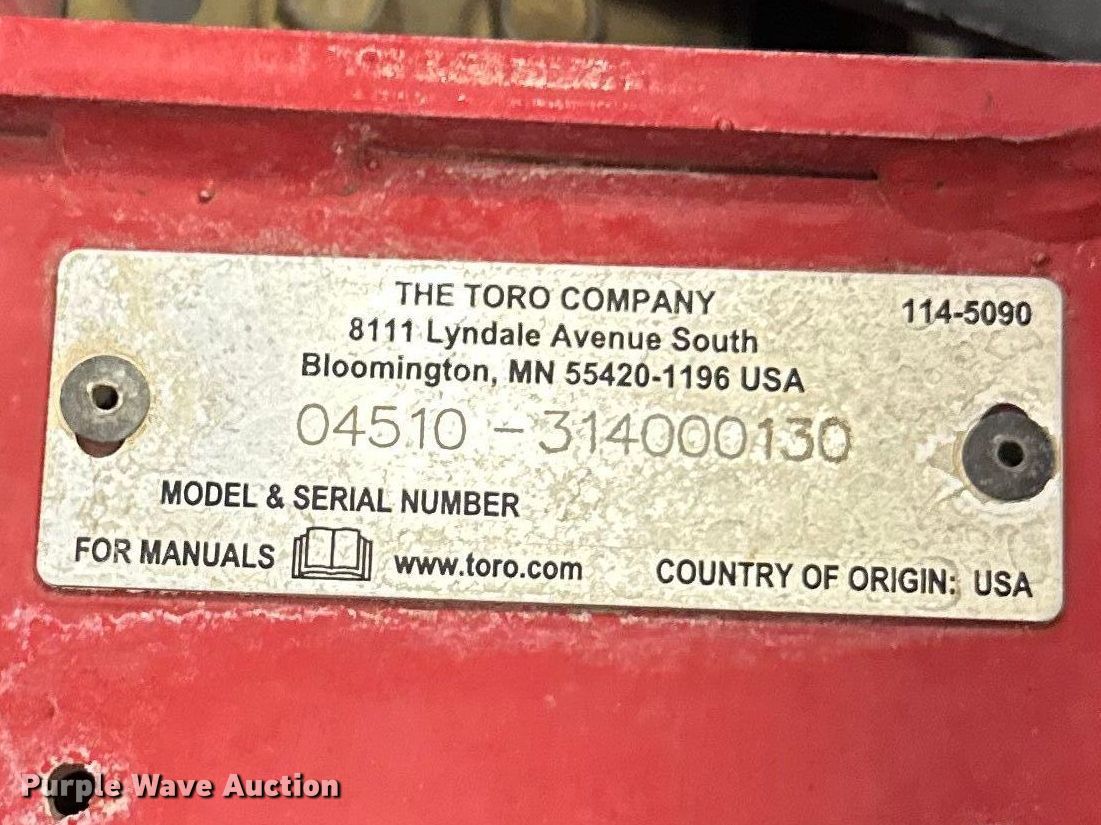 THE TORO COMPANY 114-5090
8111 Lyndale Avenue South
Bloomington, MN 55420-1196 USA
04510 - 314000130
MODEL & SERIAL NUMBER
FOR MANUALS www.toro.com COUNTRY OF ORIGIN: USA
Purple Wave Auction